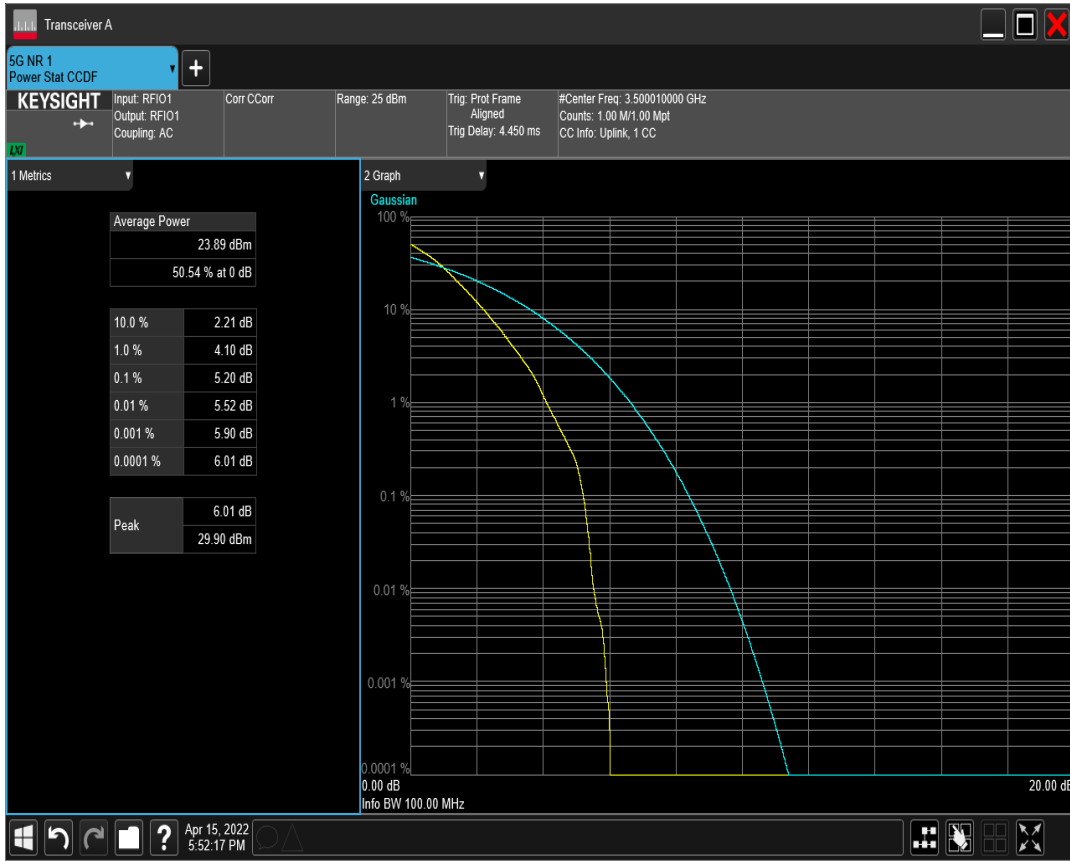 Transceiver A
5G NR 1
Power Stat CCDF
KEYSIGHT
LXI
Input: RFIO1
Output: RFIO1
Coupling: AC
Corr CCorr
Range: 25 dBm
Trig: Prot Frame
Aligned
Trig Delay: 4.450 ms
#Center Freq: 3.500010000 GHz
Counts: 1.00 M/1.00 Mpt
CC Info: Uplink, 1 CC
1 Metrics
Average Power
23.89 dBm
50.54 % at 0 dB
10.0 % 2.21 dB
1.0 % 4.10 dB
0.1 % 5.20 dB
0.01 % 5.52 dB
0.001 % 5.90 dB
0.0001 % 6.01 dB
Peak
6.01 dB
29.90 dBm
2 Graph
Gaussian
100 %
10 %
1 %
0.1 %
0.01 %
0.001 %
0.0001 %
0.00 dB
20.00 dB
Info BW 100.00 MHz
?
Apr 15, 2022
5:52:17 PM